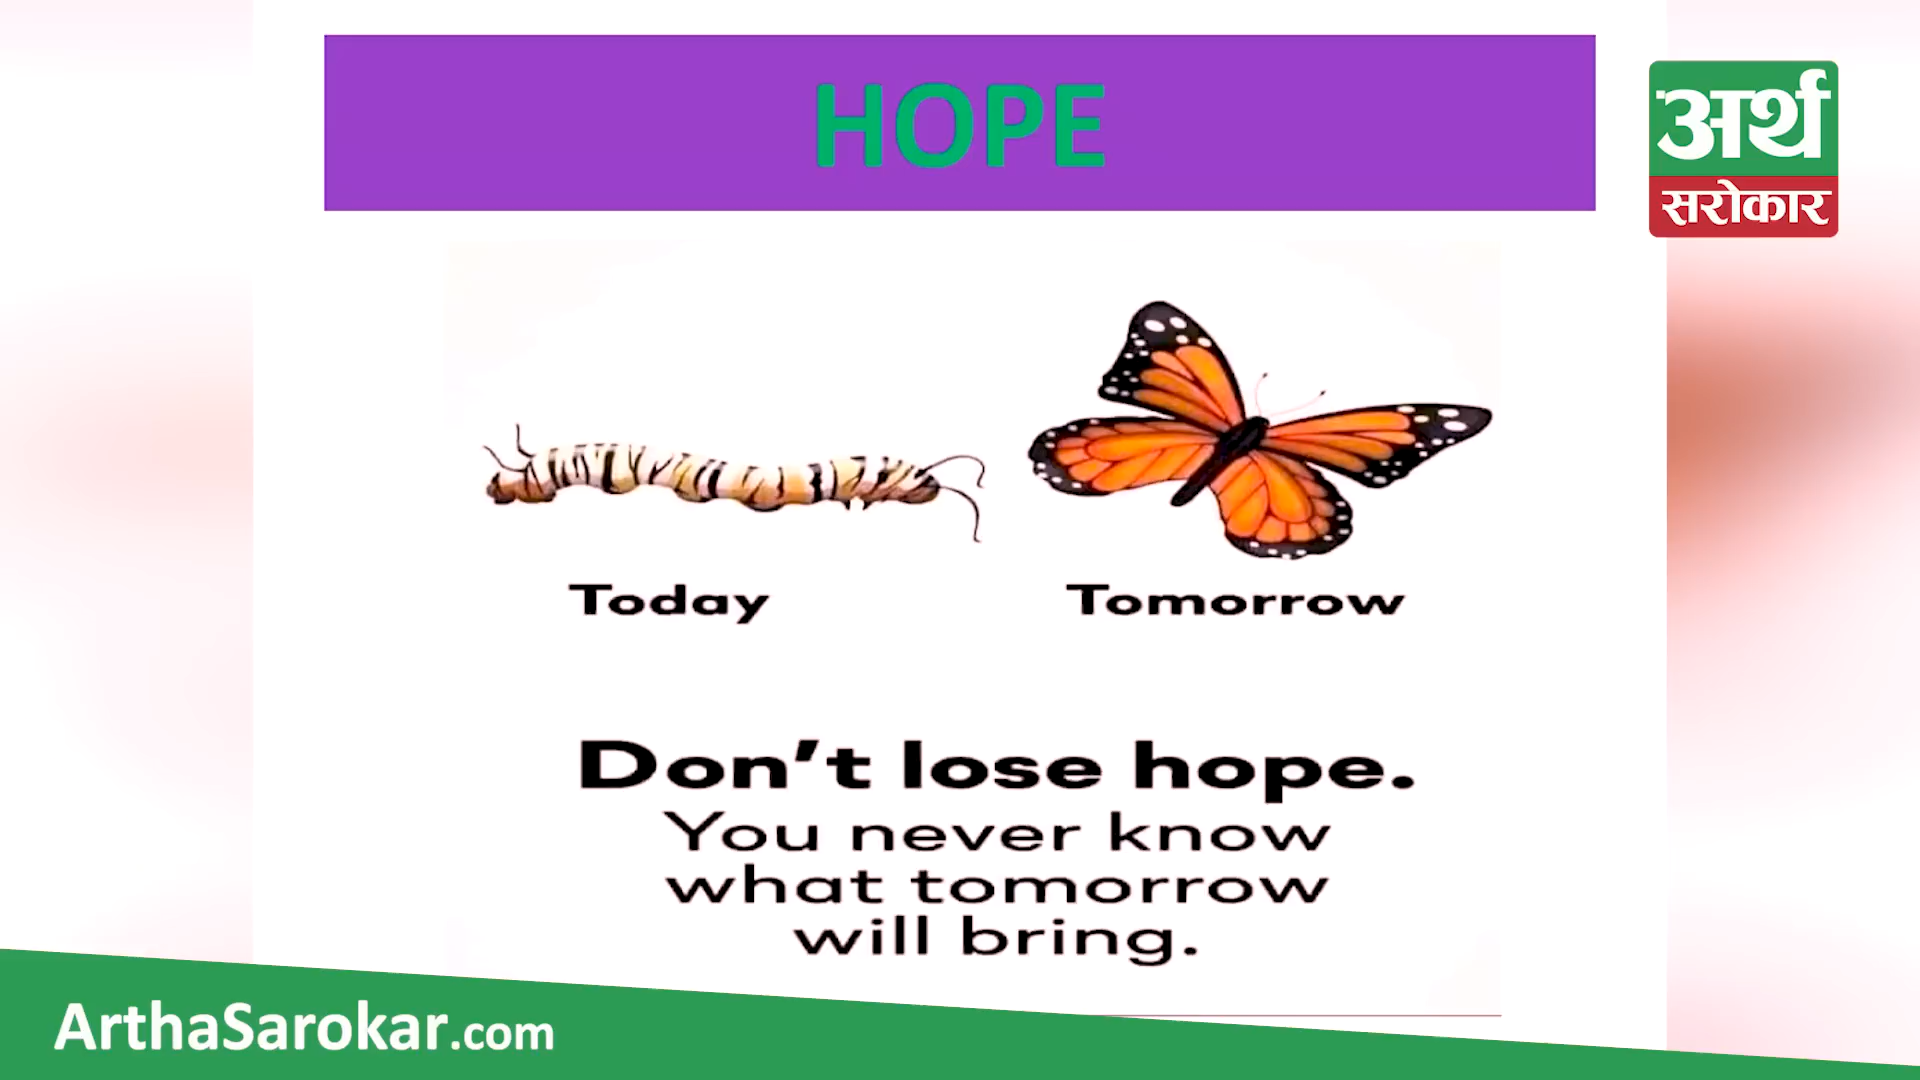 HOPE
अर्थ
सरोकार
Today
Tomorrow
Don't lose hope.
You never know
what tomorrow
will bring.
ArthaSarokar.com